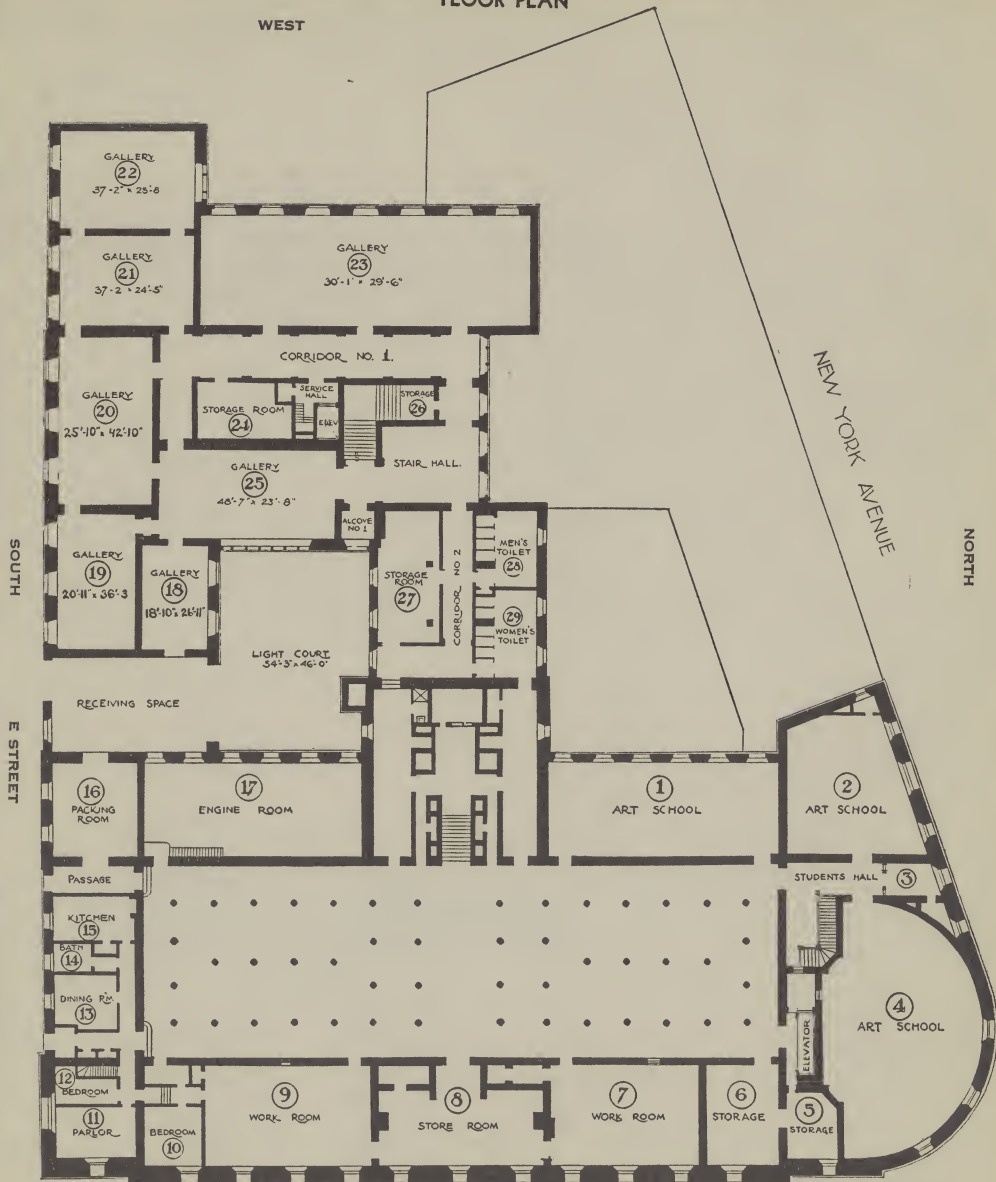 FLOOR PLAN
WEST
GALLERY
22
37'-2" x 25'-8
GALLERY
21
37'-2 x 24'-5"
GALLERY
23
30'-1" x 29'-6"
CORRIDOR NO. 1.
GALLERY
20
25'-10" x 42'-10"
STORAGE ROOM
24
SERVICE
HALL
ELEV
STORAGE
26
STAIR HALL.
GALLERY
25
48'-7" x 23'-8"
ALCOVE
NO 1
GALLERY
19
20'-11" x 36'-3
GALLERY
18
18'-10" x 26'-11"
STORAGE
ROOM
27
CORRIDOR NO 2
MEN'S
TOILET
28
29
WOMEN'S
TOILET
LIGHT COURT
34'-3" x 46'-0"
RECEIVING SPACE
NEW YORK AVENUE
NORTH
SOUTH
E STREET
16
PACKING
ROOM
17
ENGINE ROOM
1
ART SCHOOL
2
ART SCHOOL
PASSAGE
STUDENTS HALL
3
KITCHEN
15
BATH
14
DINING R'M
13
4
ART SCHOOL
ELEVATOR
12
BEDROOM
11
PARLOR
BEDROOM
10
9
WORK ROOM
8
STORE ROOM
7
WORK ROOM
6
STORAGE
5
STORAGE